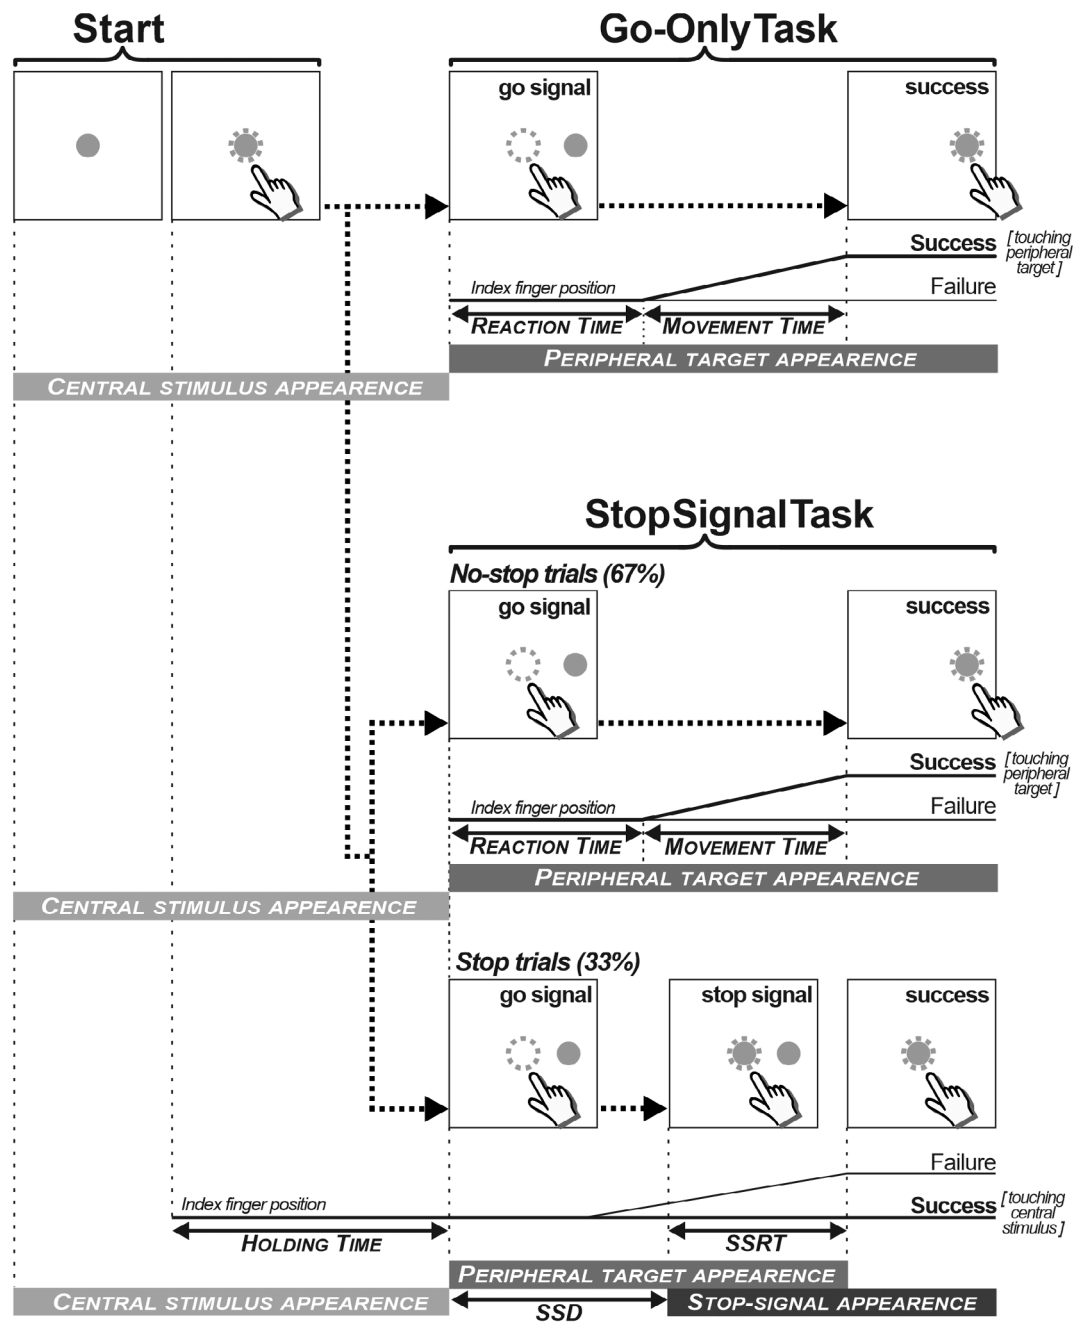 Start
Go-Only Task
go signal
success
Success
[touching
peripheral
target]
Index finger position
Failure
REACTION TIME
MOVEMENT TIME
PERIPHERAL TARGET APPEARENCE
CENTRAL STIMULUS APPEARENCE
Stop Signal Task
No-stop trials (67%)
go signal
success
Success
[touching
peripheral
target]
Index finger position
Failure
REACTION TIME
MOVEMENT TIME
PERIPHERAL TARGET APPEARENCE
CENTRAL STIMULUS APPEARENCE
Stop trials (33%)
go signal
stop signal
success
Failure
Index finger position
Success
[touching
central
stimulus]
HOLDING TIME
SSRT
PERIPHERAL TARGET APPEARENCE
CENTRAL STIMULUS APPEARENCE
SSD
STOP-SIGNAL APPEARENCE